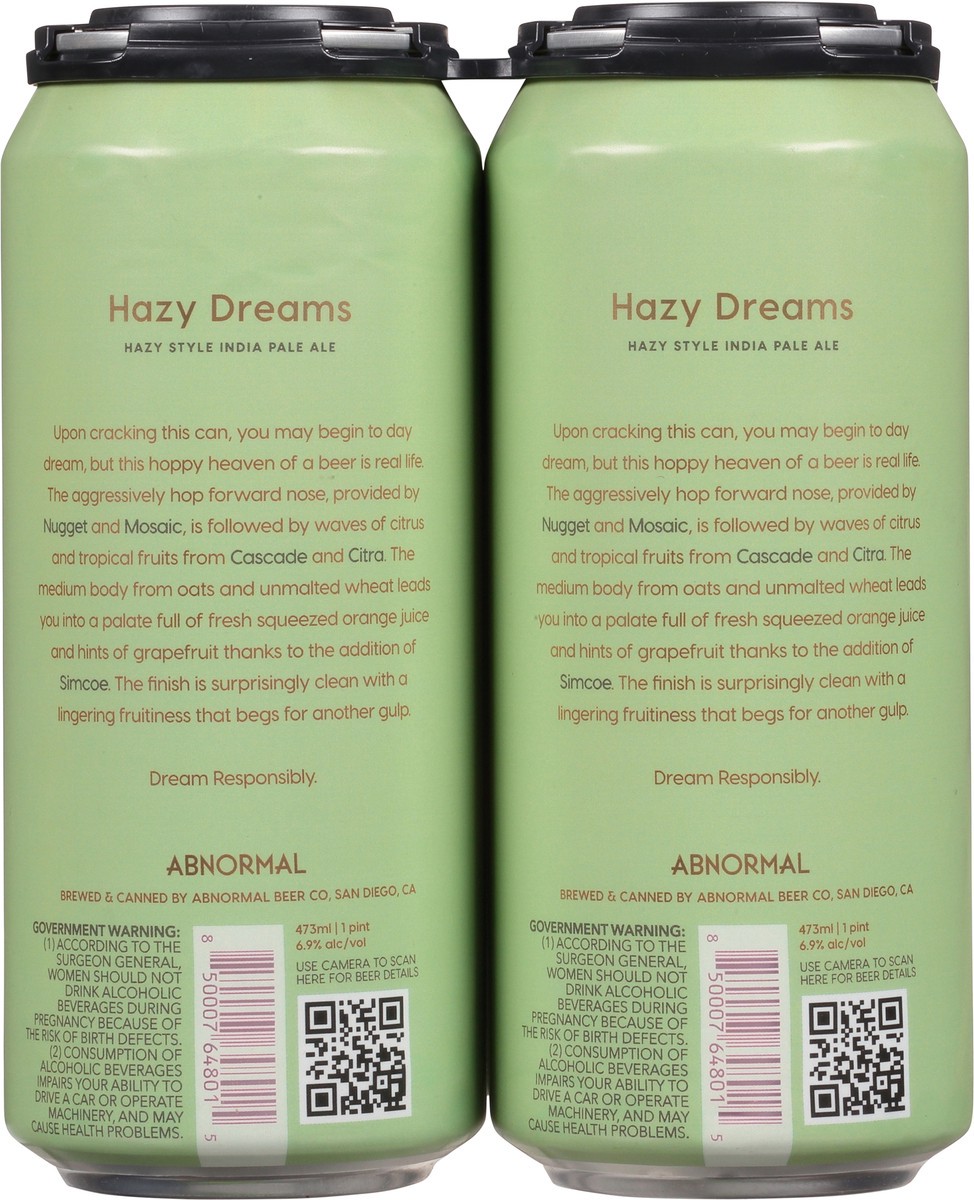 Hazy Dreams
HAZY STYLE INDIA PALE ALE
Upon cracking this can, you may begin to day
dream, but this hoppy heaven of a beer is real life.
The aggressively hop forward nose, provided by
Nugget and Mosaic, is followed by waves of citrus
and tropical fruits from Cascade and Citra. The
medium body from oats and unmalted wheat leads
you into a palate full of fresh squeezed orange juice
and hints of grapefruit thanks to the addition of
Simcoe. The finish is surprisingly clean with a
lingering fruitiness that begs for another gulp.
Dream Responsibly.
ABNORMAL
BREWED & CANNED BY ABNORMAL BEER CO, SAN DIEGO, CA
GOVERNMENT WARNING:
(1) ACCORDING TO THE
SURGEON GENERAL,
WOMEN SHOULD NOT
DRINK ALCOHOLIC
BEVERAGES DURING
PREGNANCY BECAUSE OF
THE RISK OF BIRTH DEFECTS.
(2) CONSUMPTION OF
ALCOHOLIC BEVERAGES
IMPAIRS YOUR ABILITY TO
DRIVE A CAR OR OPERATE
MACHINERY, AND MAY
CAUSE HEALTH PROBLEMS.
8 50007 64801 5
473ml | 1 pint
6.9% alc/vol
USE CAMERA TO SCAN
HERE FOR BEER DETAILS
Hazy Dreams
HAZY STYLE INDIA PALE ALE
Upon cracking this can, you may begin to day
dream, but this hoppy heaven of a beer is real life.
The aggressively hop forward nose, provided by
Nugget and Mosaic, is followed by waves of citrus
and tropical fruits from Cascade and Citra. The
medium body from oats and unmalted wheat leads
you into a palate full of fresh squeezed orange juice
and hints of grapefruit thanks to the addition of
Simcoe. The finish is surprisingly clean with a
lingering fruitiness that begs for another gulp.
Dream Responsibly.
ABNORMAL
BREWED & CANNED BY ABNORMAL BEER CO, SAN DIEGO, CA
GOVERNMENT WARNING:
(1) ACCORDING TO THE
SURGEON GENERAL,
WOMEN SHOULD NOT
DRINK ALCOHOLIC
BEVERAGES DURING
PREGNANCY BECAUSE OF
THE RISK OF BIRTH DEFECTS.
(2) CONSUMPTION OF
ALCOHOLIC BEVERAGES
IMPAIRS YOUR ABILITY TO
DRIVE A CAR OR OPERATE
MACHINERY, AND MAY
CAUSE HEALTH PROBLEMS.
8 50007 64801 5
473ml | 1 pint
6.9% alc/vol
USE CAMERA TO SCAN
HERE FOR BEER DETAILS